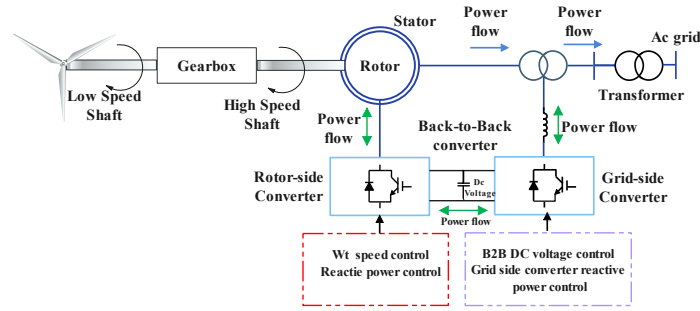 Stator
Power
flow
Power
flow
Ac grid
Gearbox
Rotor
Low Speed
Shaft
High Speed
Shaft
Transformer
Power
flow
Back-to-Back
converter
Power flow
Rotor-side
Converter
Dc
Voltage
Grid-side
Converter
Power flow
Wt speed control
Reactie power control
B2B DC voltage control
Grid side converter reactive
power control